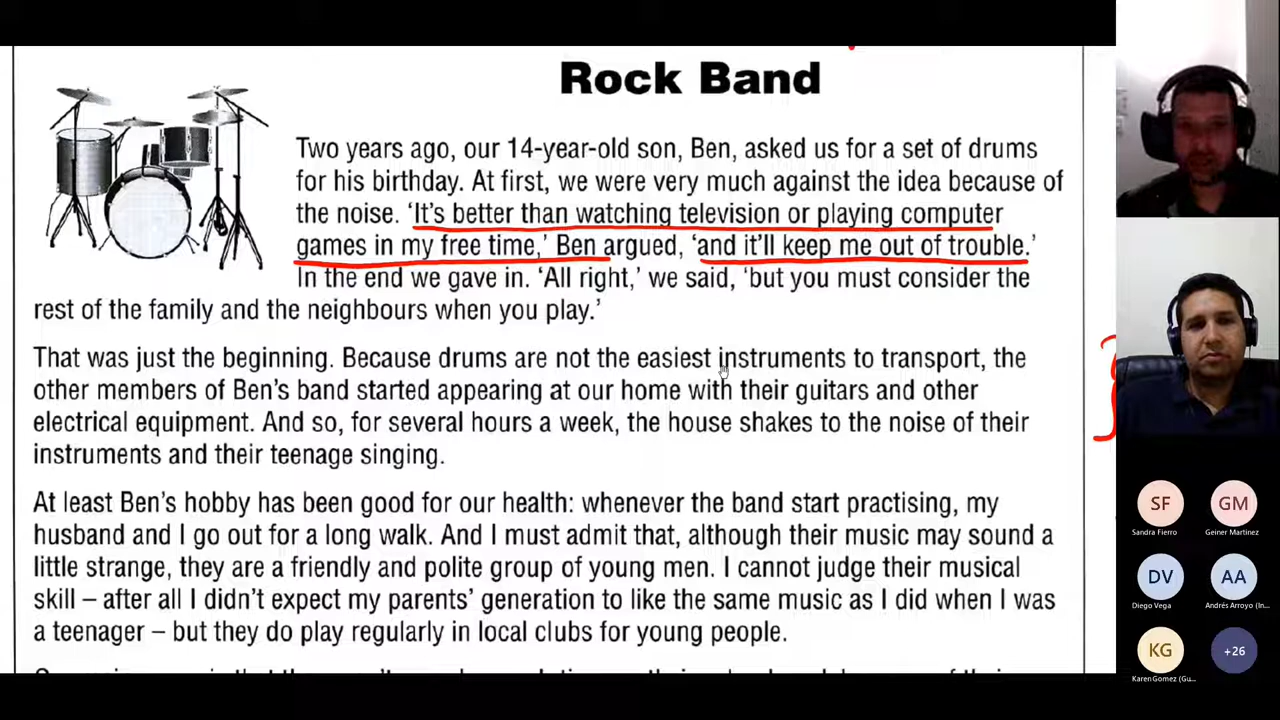 Rock Band
Two years ago, our 14-year-old son, Ben, asked us for a set of drums
for his birthday. At first, we were very much against the idea because of
the noise. ‘It’s better than watching television or playing computer
games in my free time,’ Ben argued, ‘and it’ll keep me out of trouble.’
In the end we gave in. ‘All right,’ we said, ‘but you must consider the
rest of the family and the neighbours when you play.’
That was just the beginning. Because drums are not the easiest instruments to transport, the
other members of Ben’s band started appearing at our home with their guitars and other
electrical equipment. And so, for several hours a week, the house shakes to the noise of their
instruments and their teenage singing.
At least Ben’s hobby has been good for our health: whenever the band start practising, my
husband and I go out for a long walk. And I must admit that, although their music may sound a
little strange, they are a friendly and polite group of young men. I cannot judge their musical
skill – after all I didn’t expect my parents’ generation to like the same music as I did when I was
a teenager – but they do play regularly in local clubs for young people.
SF
Sandra Fierro
GM
Geiner Martinez
DV
Diego Vega
AA
Andrés Arroyo (In...
KG
Karen Gomez (Gu...
+26